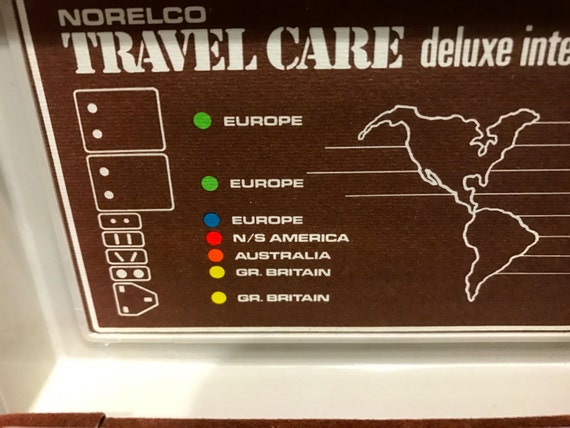 NORELCO
TRAVEL CARE deluxe inte
EUROPE
EUROPE
EUROPE
N/S AMERICA
AUSTRALIA
GR. BRITAIN
GR. BRITAIN